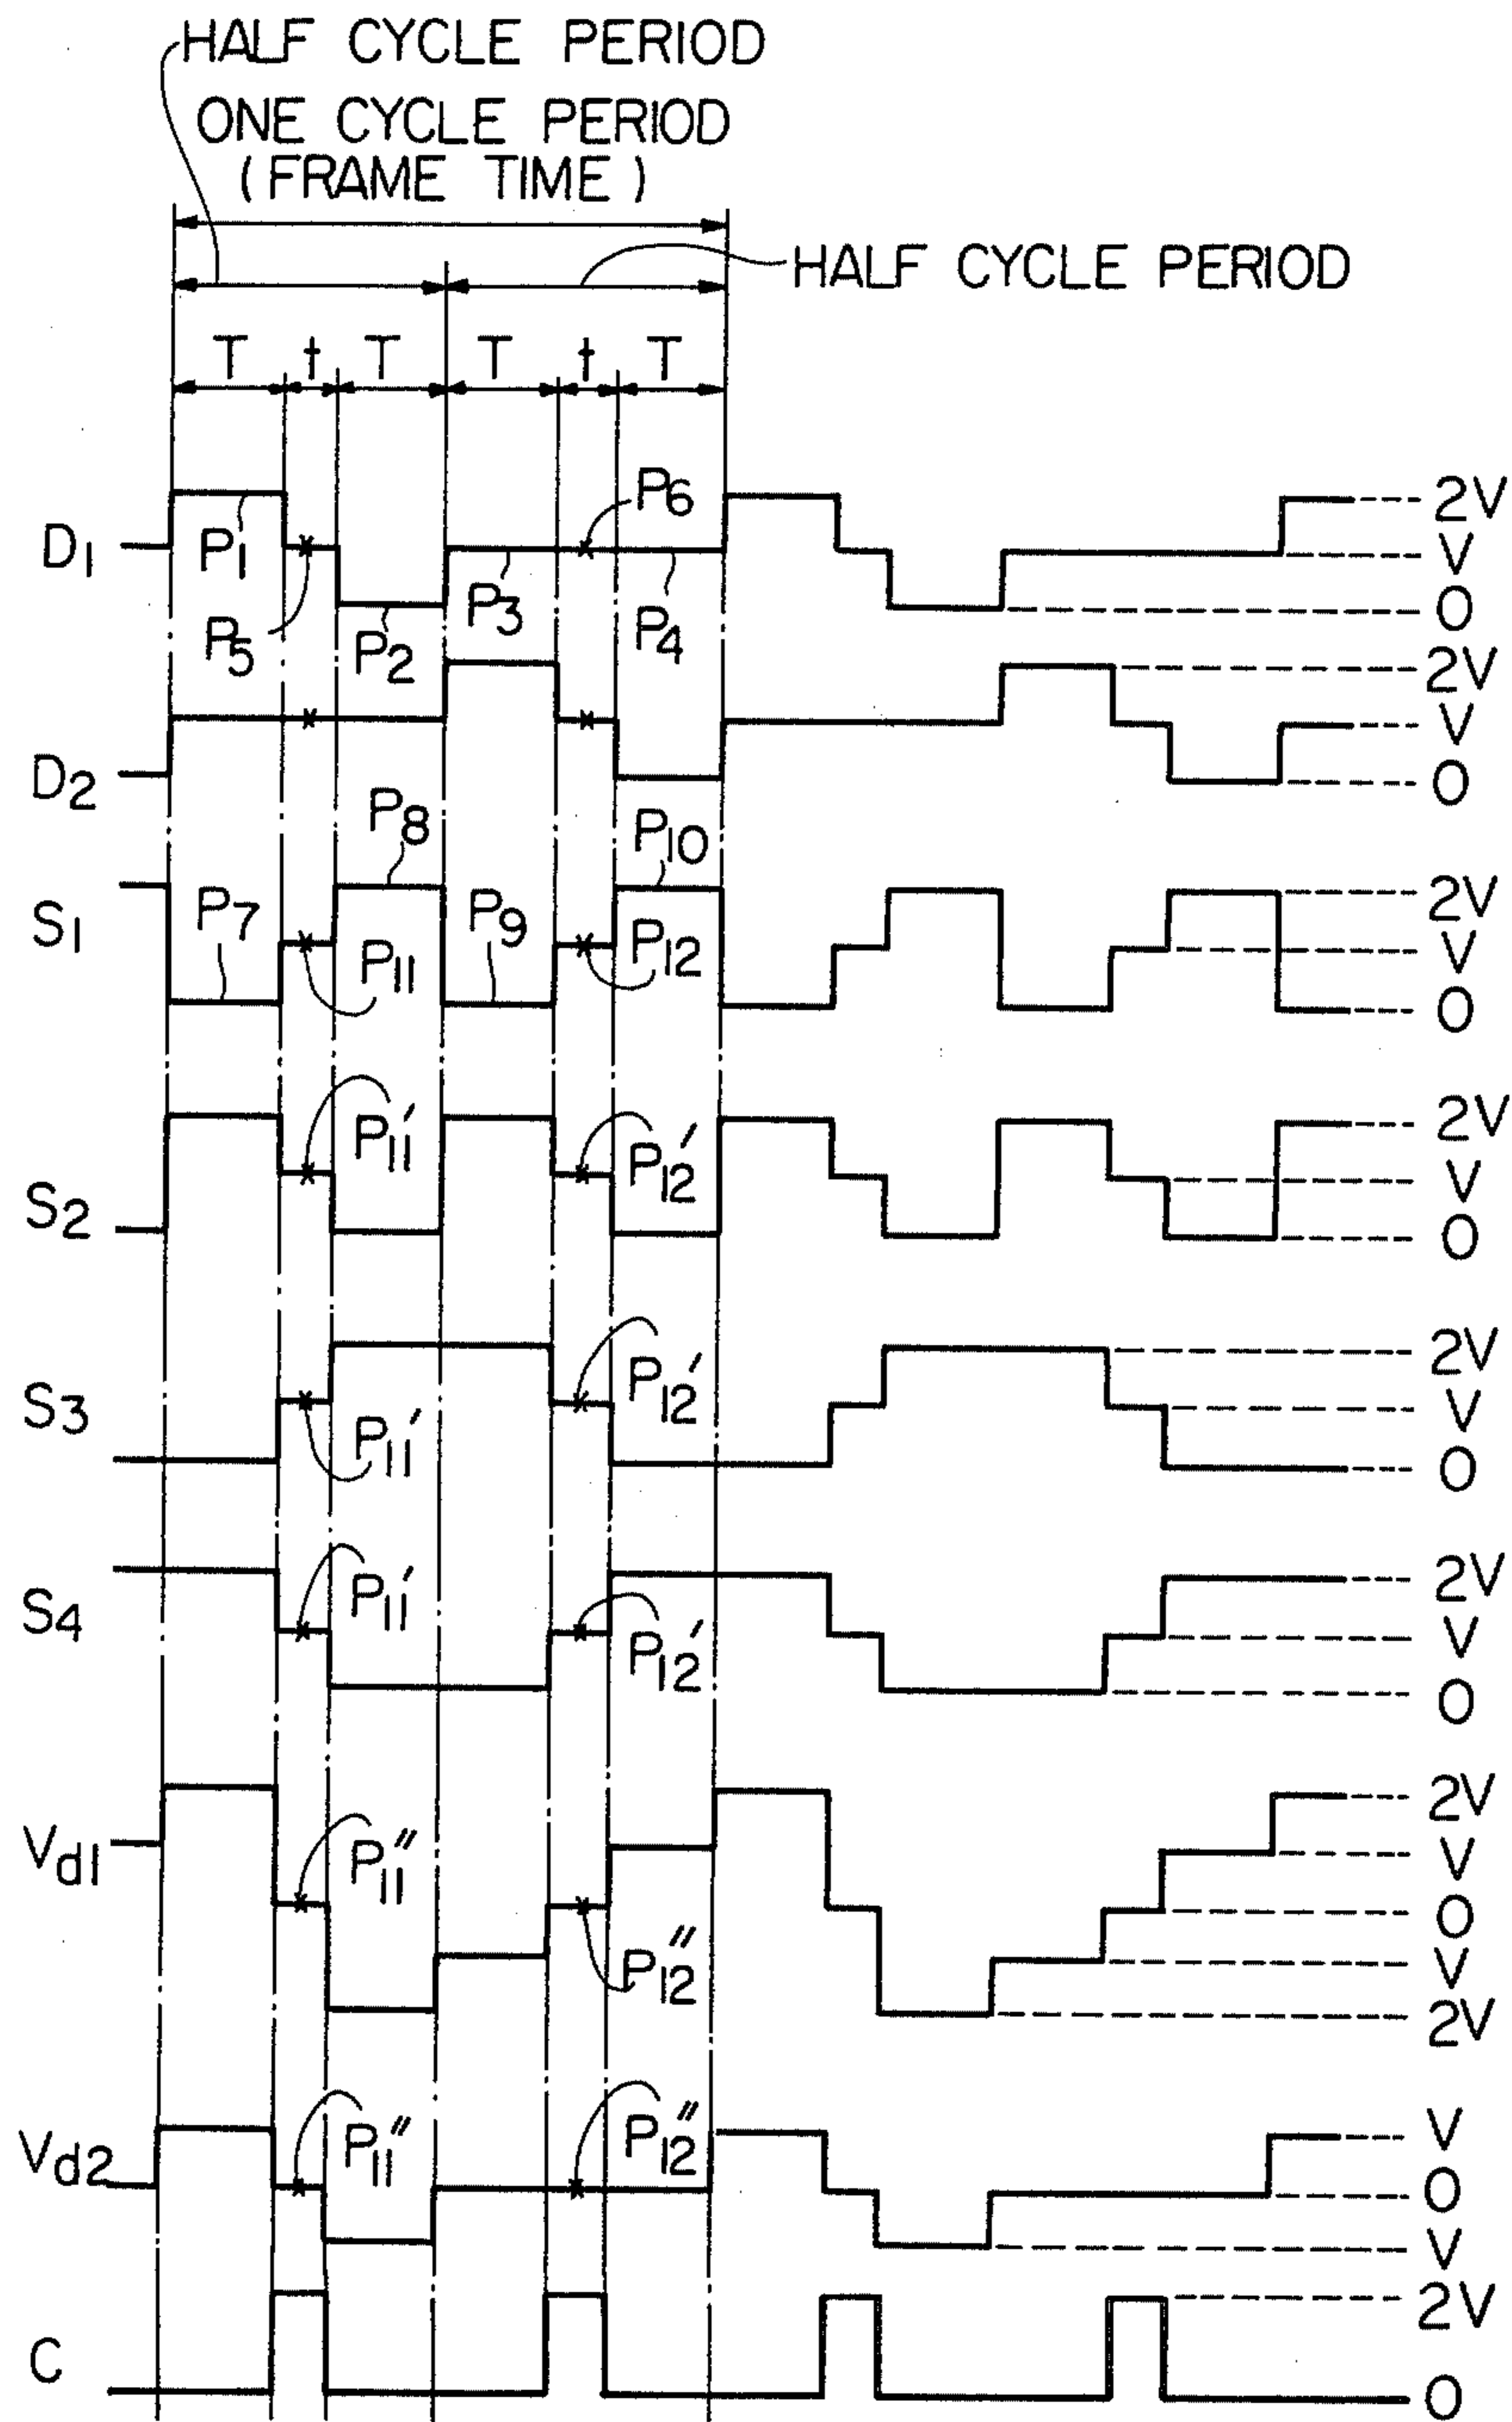 HALF CYCLE PERIOD
ONE CYCLE PERIOD
(FRAME TIME)
HALF CYCLE PERIOD
T t T T t T
D1 P1 P5 P2 P3 P6 P4 2V V 0
D2 2V V 0
S1 P7 P11 P8 P9 P12 P10 2V V 0
S2 P11' P12' 2V V 0
S3 P11' P12' 2V V 0
S4 P11' P12' 2V V 0
Vd1 P11'' P12'' 2V V 0 V 2V
Vd2 P11'' P12'' V 0 V
C 2V 0